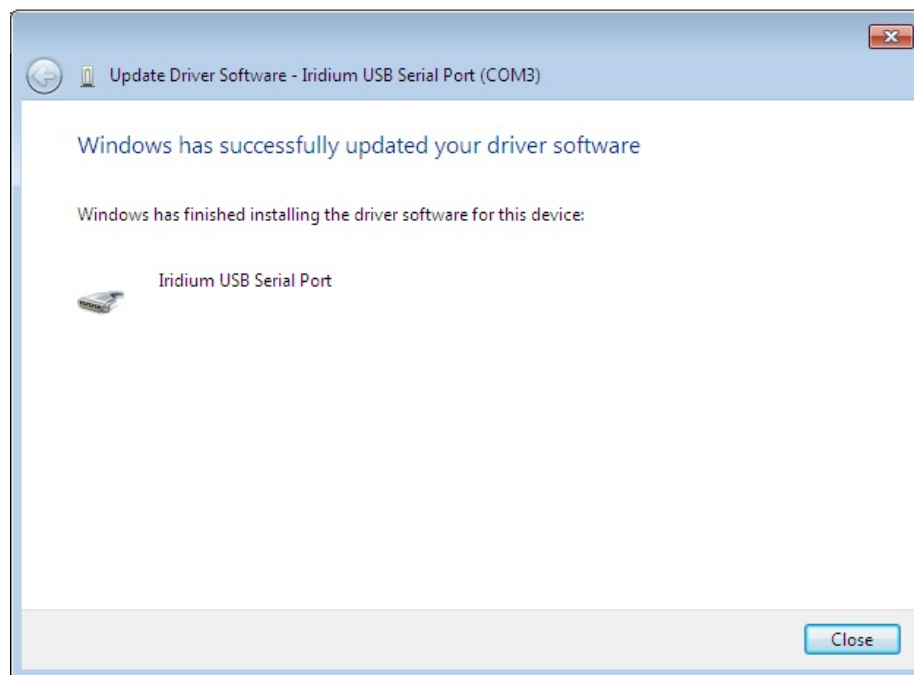 Update Driver Software - Iridium USB Serial Port (COM3)
Windows has successfully updated your driver software
Windows has finished installing the driver software for this device:
Iridium USB Serial Port
Close